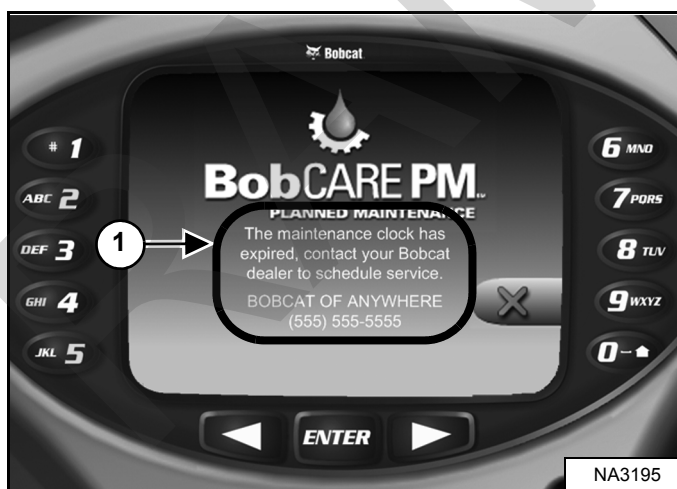 Bobcat
# 1
ABC 2
DEF 3
GHI 4
JKL 5
6 MNO
7 PQRS
8 TUV
9 WXYZ
0
BobCARE PM
PLANNED MAINTENANCE
The maintenance clock has
expired, contact your Bobcat
dealer to schedule service.
BOBCAT OF ANYWHERE
(555) 555-5555
1
ENTER
NA3195